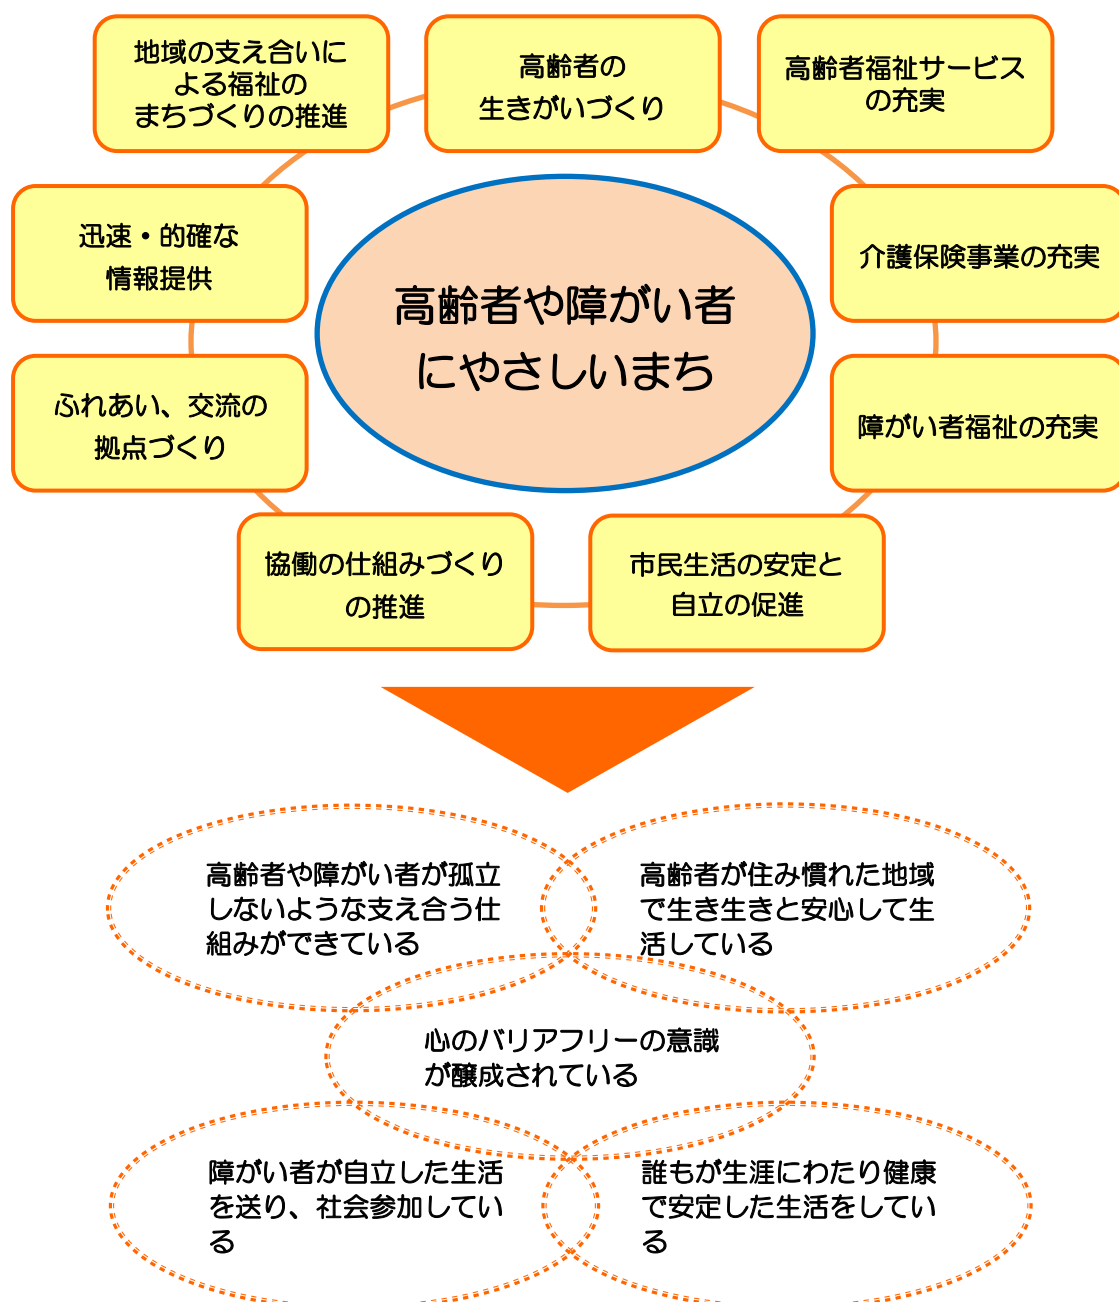 地域の支え合いに
よる福祉の
まちづくりの推進
高齢者の
生きがいづくり
高齢者福祉サービス
の充実
迅速・的確な
情報提供
介護保険事業の充実
高齢者や障がい者
にやさしいまち
ふれあい、交流の
拠点づくり
障がい者福祉の充実
協働の仕組みづくり
の推進
市民生活の安定と
自立の促進
高齢者や障がい者が孤立
しないような支え合う仕
組みができている
高齢者が住み慣れた地域
で生き生きと安心して生
活している
心のバリアフリーの意識
が醸成されている
障がい者が自立した生活
を送り、社会参加してい
る
誰もが生涯にわたり健康
で安定した生活をしてい
る